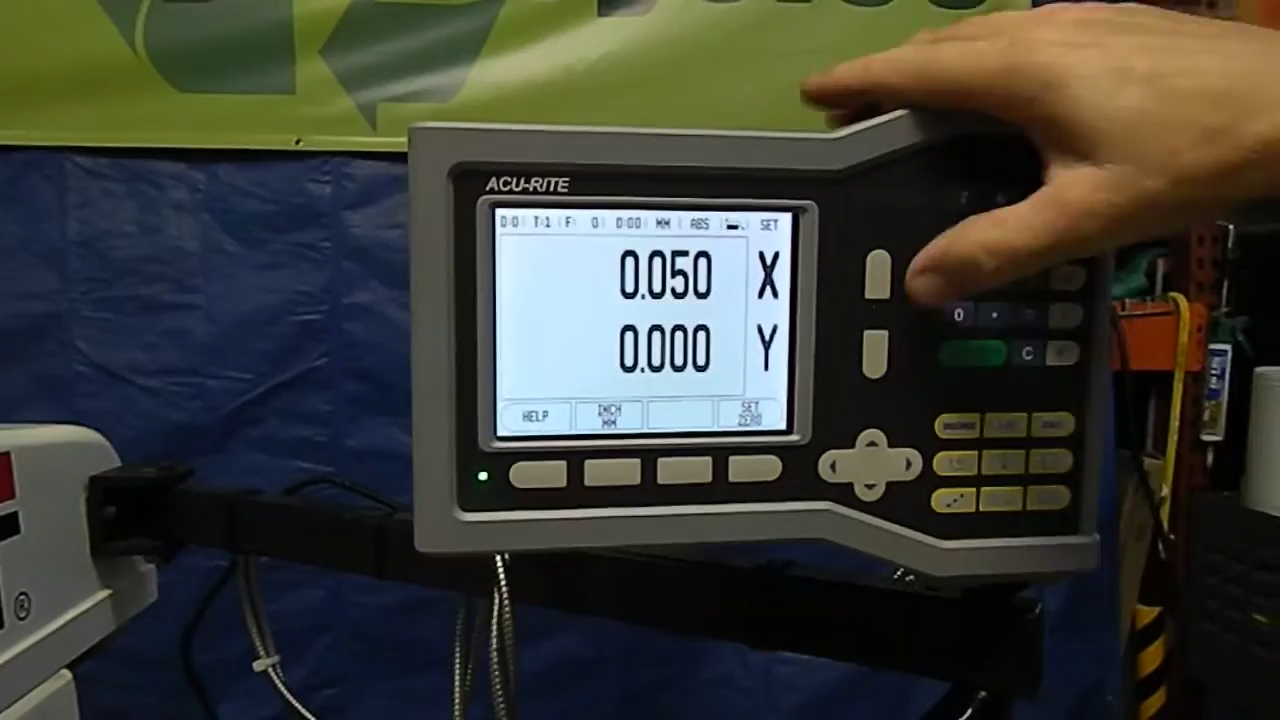 ACU-RITE
D:0 T:1 F: 0 0:00 MM ABS SET
0.050 X
0.000 Y
HELP
INCH
MM
SET
ZERO
0 .
C
®